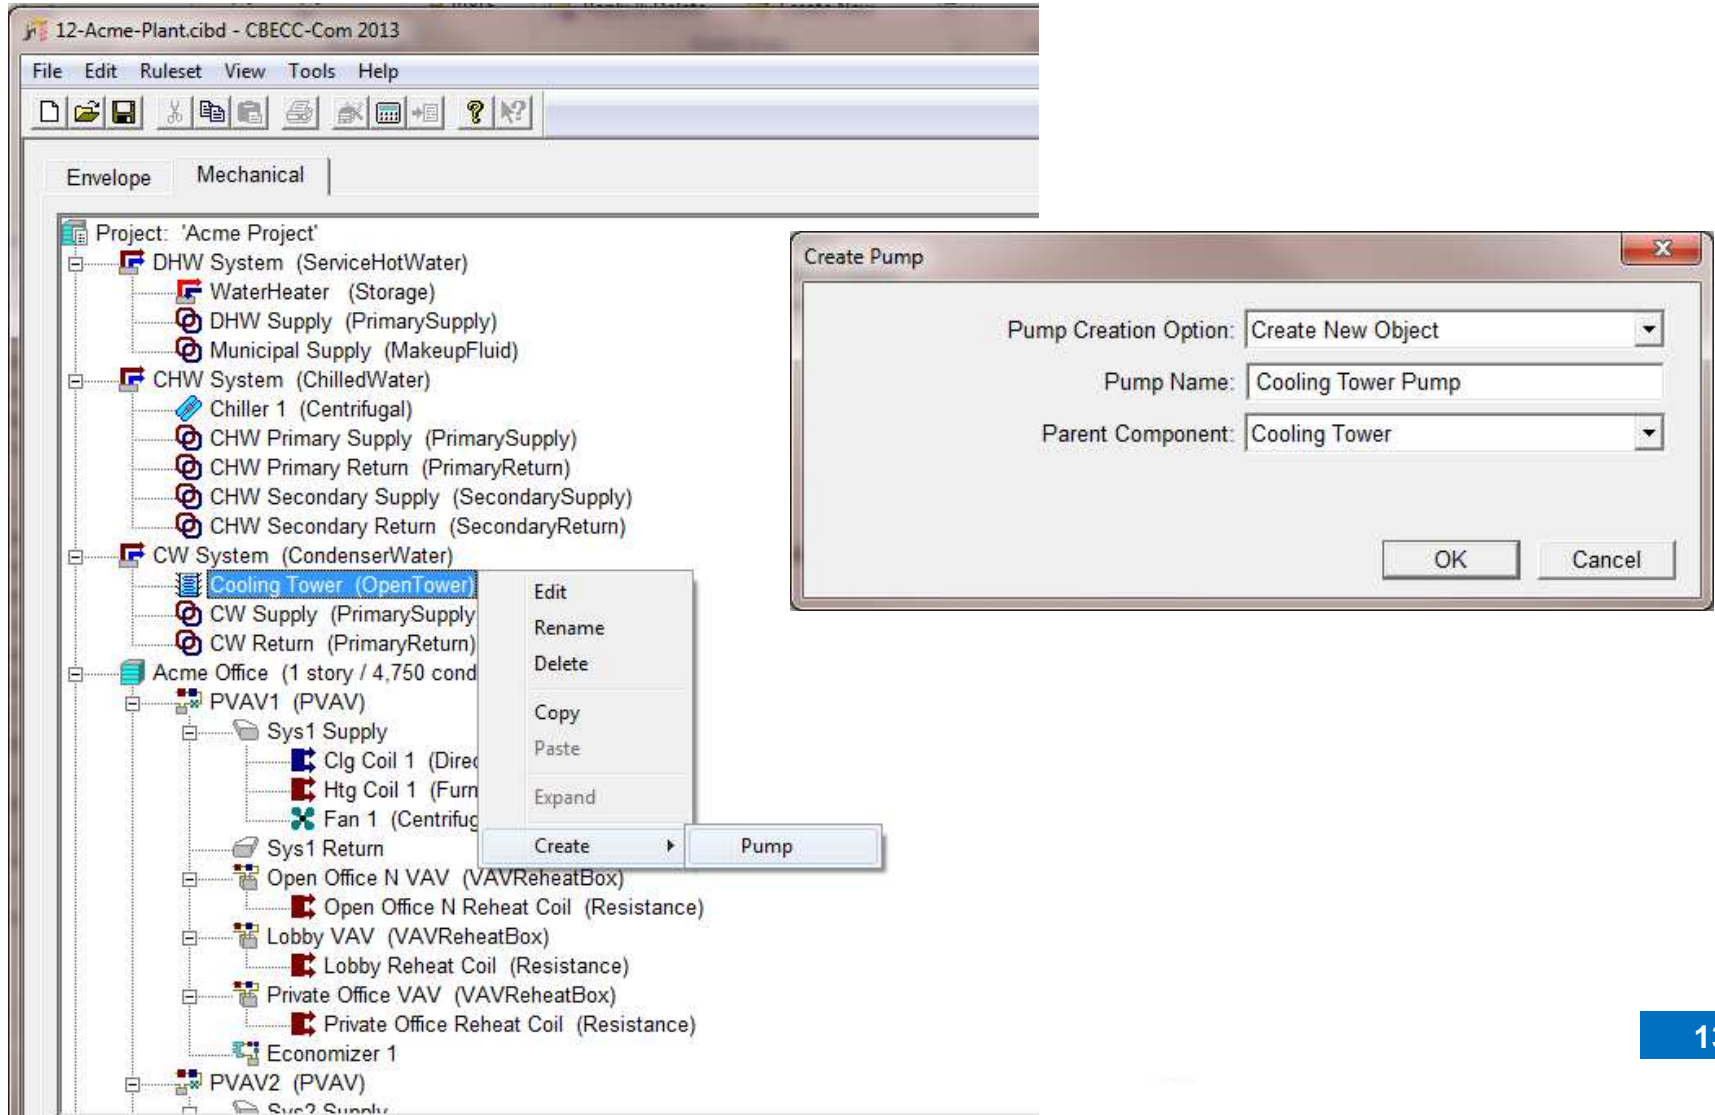 12-Acme-Plant.cibd - CBECC-Com 2013
File Edit Ruleset View Tools Help
Envelope Mechanical
Project: 'Acme Project'
DHW System (ServiceHotWater)
WaterHeater (Storage)
DHW Supply (PrimarySupply)
Municipal Supply (MakeupFluid)
CHW System (ChilledWater)
Chiller 1 (Centrifugal)
CHW Primary Supply (PrimarySupply)
CHW Primary Return (PrimaryReturn)
CHW Secondary Supply (SecondarySupply)
CHW Secondary Return (SecondaryReturn)
CW System (CondenserWater)
Cooling Tower (OpenTower)
CW Supply (PrimarySupply
CW Return (PrimaryReturn)
Acme Office (1 story / 4,750 cond
PVAV1 (PVAV)
Sys1 Supply
Clg Coil 1 (Direc
Htg Coil 1 (Furn
Fan 1 (Centrifug
Sys1 Return
Open Office N VAV (VAVReheatBox)
Open Office N Reheat Coil (Resistance)
Lobby VAV (VAVReheatBox)
Lobby Reheat Coil (Resistance)
Private Office VAV (VAVReheatBox)
Private Office Reheat Coil (Resistance)
Economizer 1
PVAV2 (PVAV)
Sys2 Supply
Edit
Rename
Delete
Copy
Paste
Expand
Create
Pump
Create Pump
Pump Creation Option: Create New Object
Pump Name: Cooling Tower Pump
Parent Component: Cooling Tower
OK Cancel